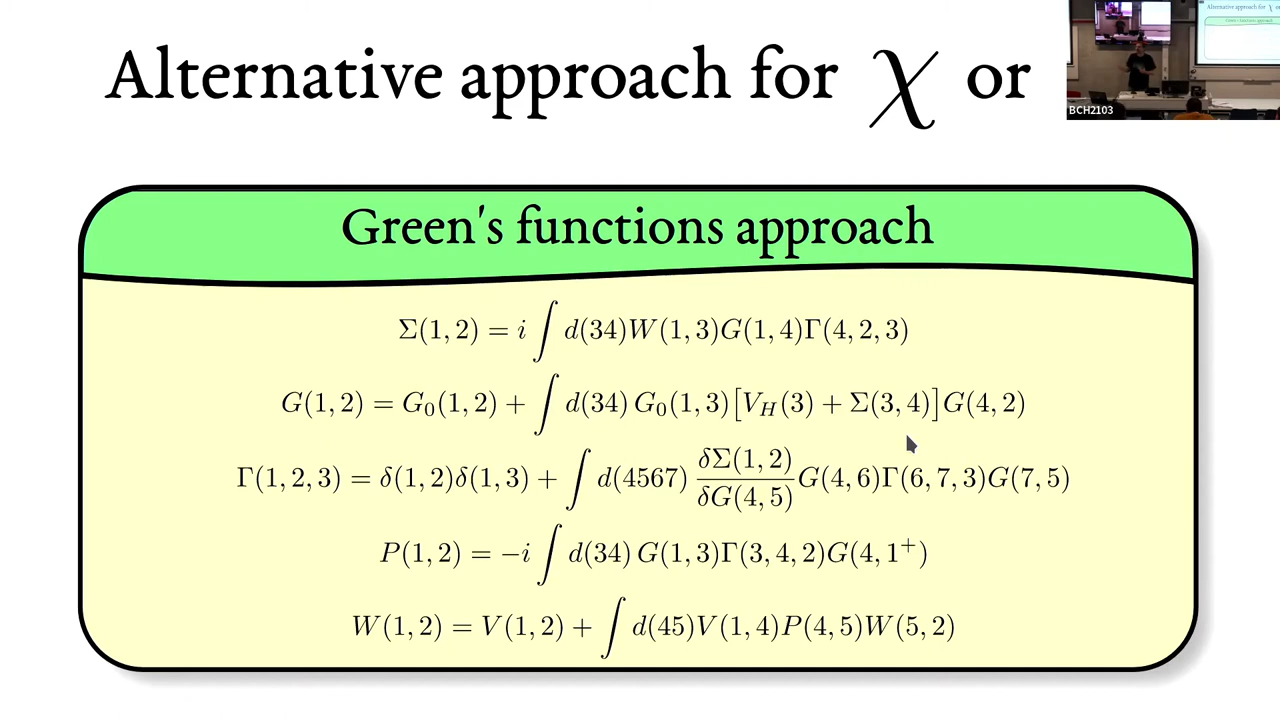 Alternative approach for χ or
BCH2103
Green's functions approach
Σ(1, 2) = i ∫ d(34)W(1, 3)G(1, 4)Γ(4, 2, 3)
G(1, 2) = G₀(1, 2) + ∫ d(34) G₀(1, 3)[V_H(3) + Σ(3, 4)]G(4, 2)
Γ(1, 2, 3) = δ(1, 2)δ(1, 3) + ∫ d(4567) δΣ(1, 2)/δG(4, 5) G(4, 6)Γ(6, 7, 3)G(7, 5)
P(1, 2) = −i ∫ d(34) G(1, 3)Γ(3, 4, 2)G(4, 1⁺)
W(1, 2) = V(1, 2) + ∫ d(45)V(1, 4)P(4, 5)W(5, 2)